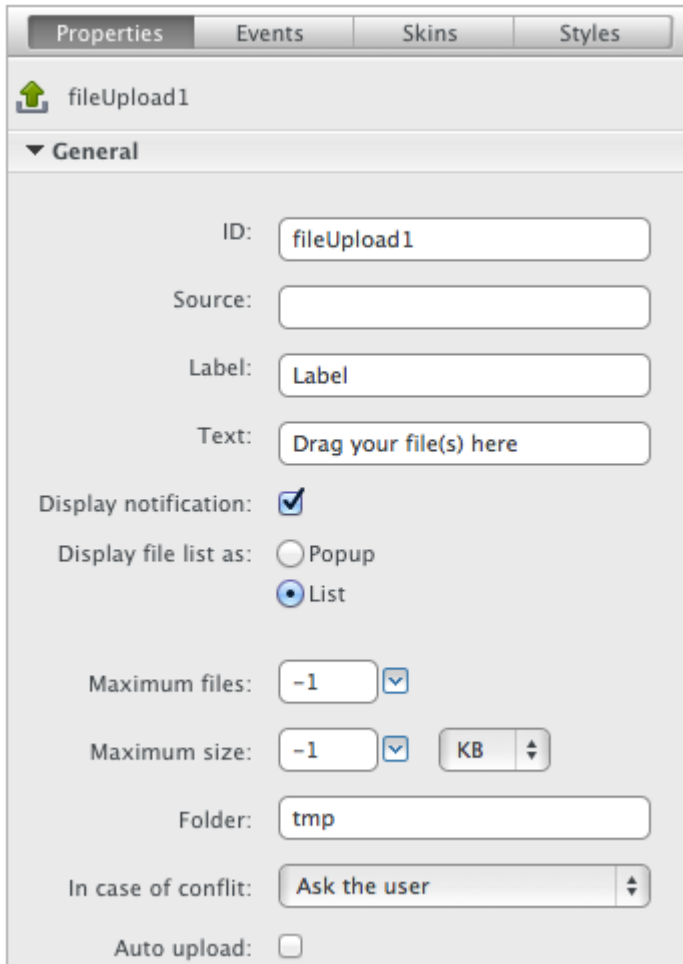 Properties Events Skins Styles
fileUpload1
General
ID: fileUpload1
Source:
Label: Label
Text: Drag your file(s) here
Display notification:
Display file list as: Popup
List
Maximum files: -1
Maximum size: -1 KB
Folder: tmp
In case of conflit: Ask the user
Auto upload: